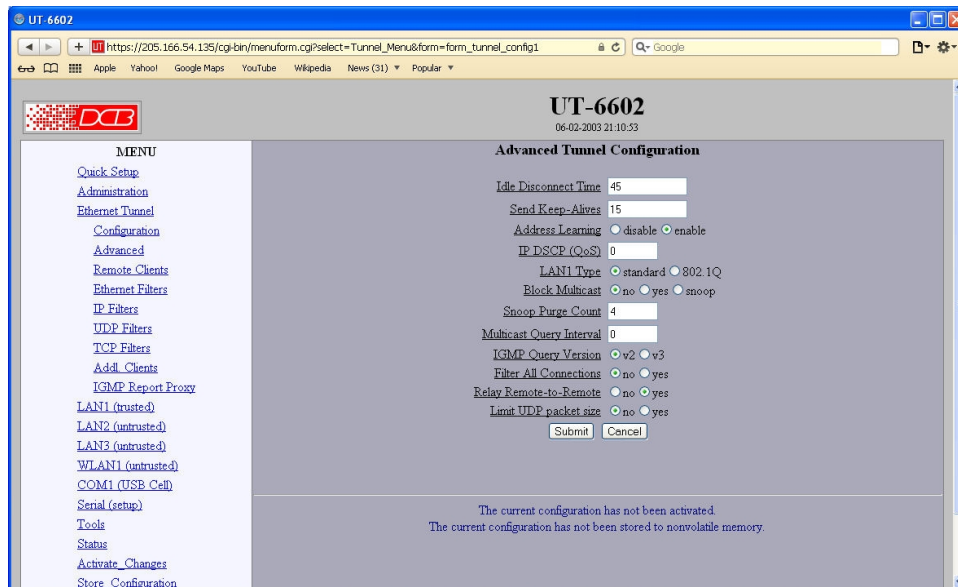 UT-6602
UT https://205.166.54.135/cgi-bin/menuform.cgi?select=Tunnel_Menu&form=form_tunnel_config1
Q- Google
Apple Yahoo! Google Maps YouTube Wikipedia News (31) ▼ Popular ▼
DCB
UT-6602
06-02-2003 21:10:53
MENU
Quick Setup
Administration
Ethernet Tunnel
Configuration
Advanced
Remote Clients
Ethernet Filters
IP Filters
UDP Filters
TCP Filters
Addl. Clients
IGMP Report Proxy
LAN1 (trusted)
LAN2 (untrusted)
LAN3 (untrusted)
WLAN1 (untrusted)
COM1 (USB Cell)
Serial (setup)
Tools
Status
Activate_Changes
Store_Configuration
Advanced Tunnel Configuration
Idle Disconnect Time 45
Send Keep-Alives 15
Address Learning disable enable
IP DSCP (QoS) 0
LAN1 Type standard 802.1Q
Block Multicast no yes snoop
Snoop Purge Count 4
Multicast Query Interval 0
IGMP Query Version v2 v3
Filter All Connections no yes
Relay Remote-to-Remote no yes
Limit UDP packet size no yes
Submit Cancel
The current configuration has not been activated.
The current configuration has not been stored to nonvolatile memory.